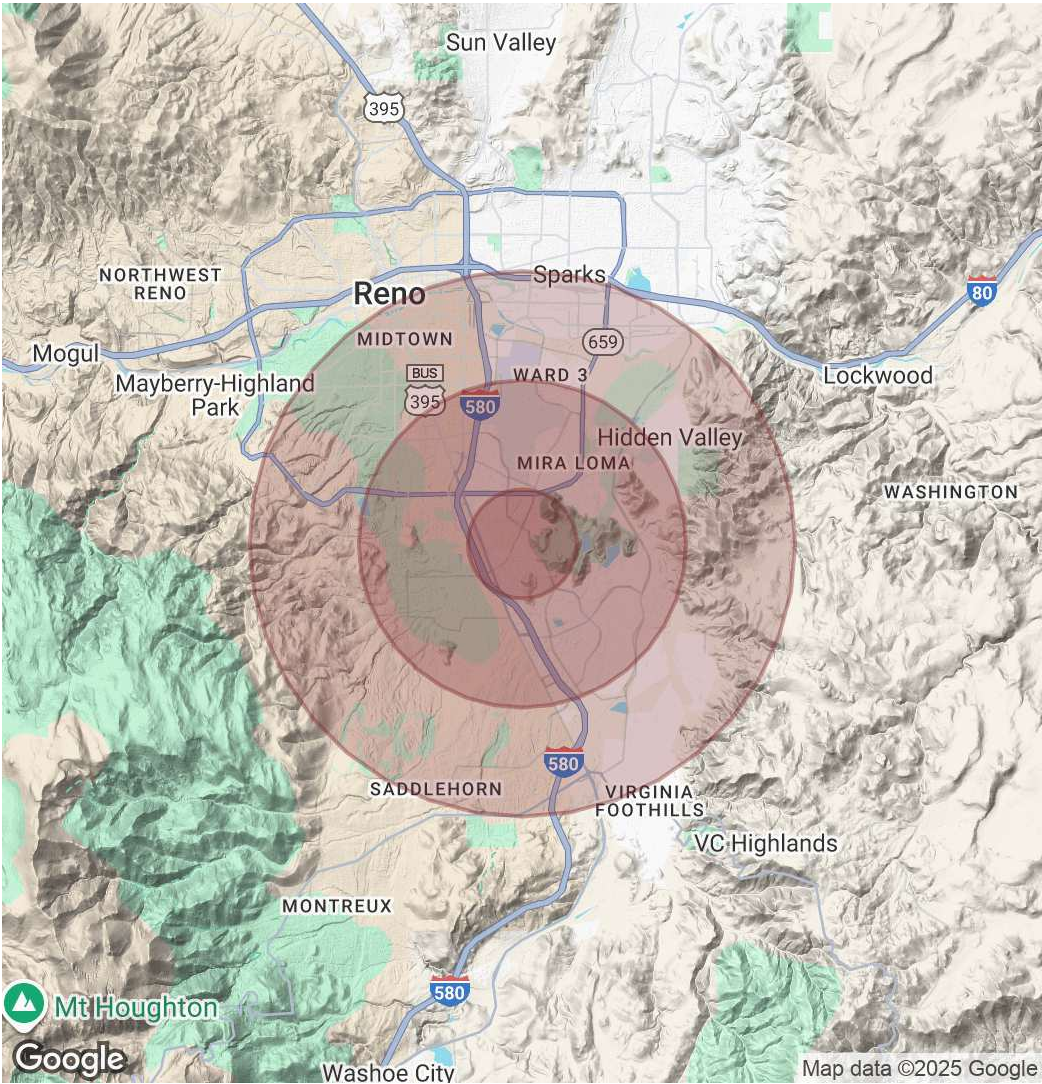 Sun Valley
395
NORTHWEST
RENO
Sparks
Reno
80
MIDTOWN
659
Mogul
Mayberry-Highland
Park
BUS
395
WARD 3
580
Lockwood
Hidden Valley
MIRA LOMA
WASHINGTON
580
SADDLEHORN
VIRGINIA
FOOTHILLS
VC Highlands
MONTREUX
580
Mt Houghton
Google
Washoe City
Map data ©2025 Google